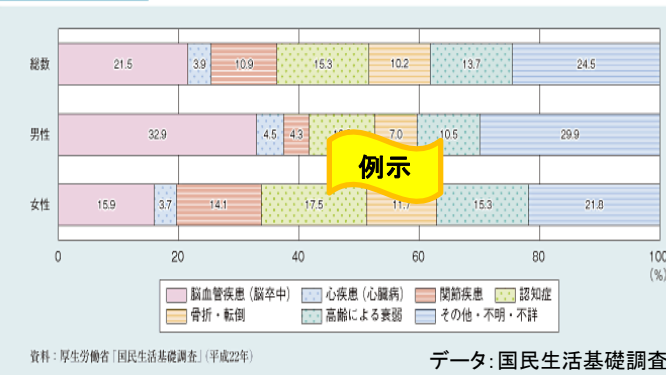 総数 21.5 3.9 10.9 15.3 10.2 13.7 24.5
男性 32.9 4.5 4.3 7.0 10.5 29.9
例示
女性 15.9 3.7 14.1 17.5 11.7 15.3 21.8
0 20 40 60 80 100
(%)
脳血管疾患（脳卒中） 心疾患（心臓病） 関節疾患 認知症
骨折・転倒 高齢による衰弱 その他・不明・不詳
資料：厚生労働省「国民生活基礎調査」（平成22年）
データ：国民生活基礎調査